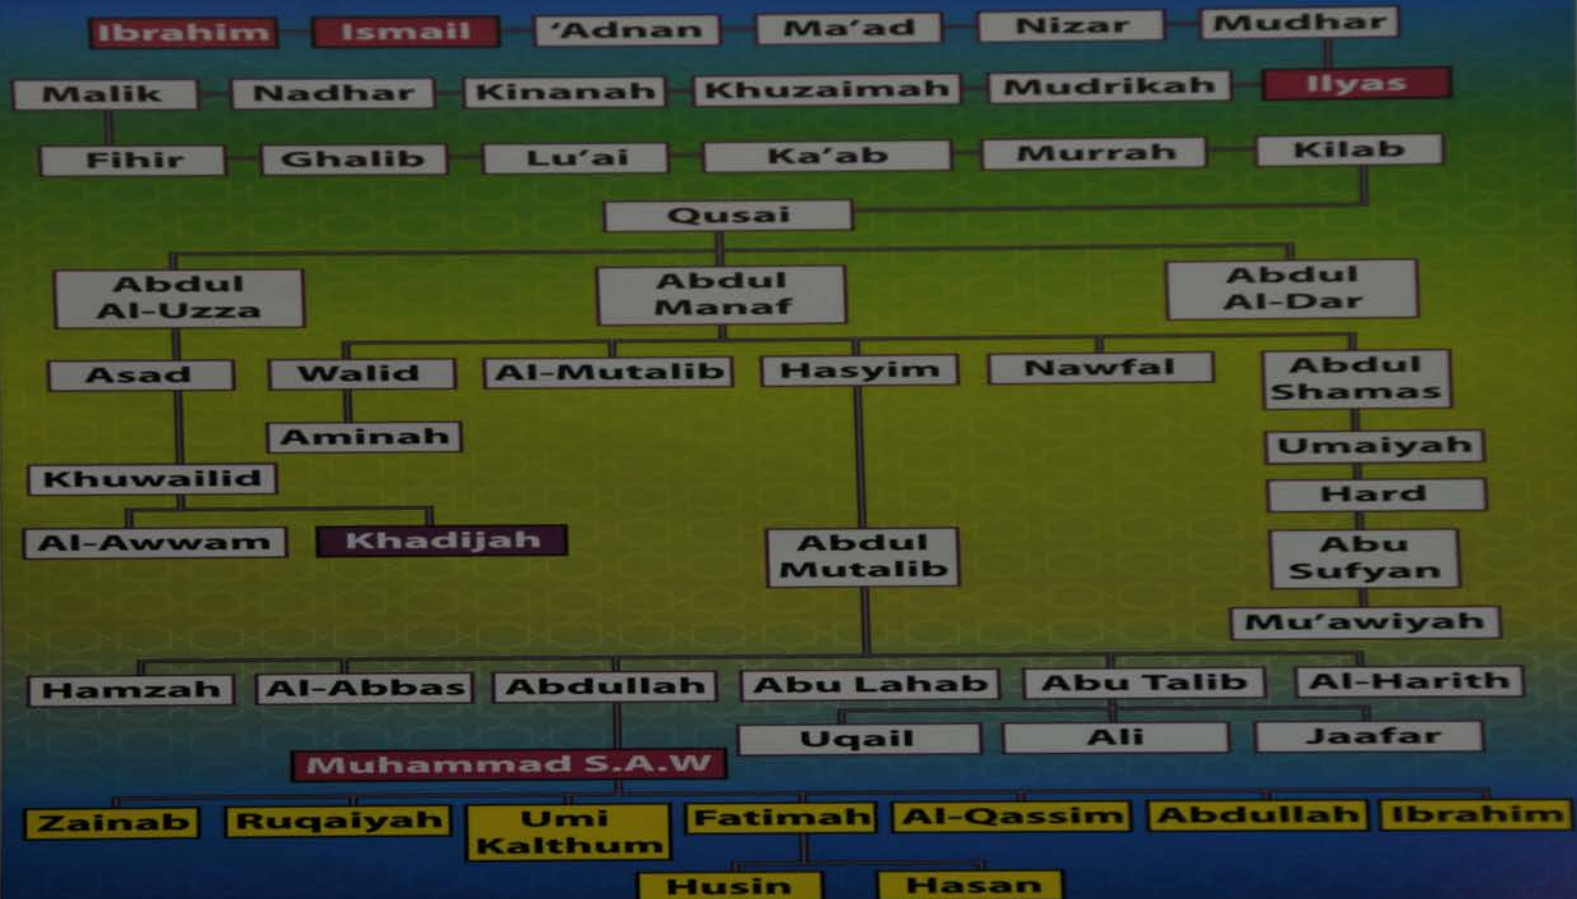 Ibrahim Ismail ‘Adnan Ma’ad Nizar Mudhar
Malik Nadhar Kinanah Khuzaimah Mudrikah Ilyas
Fihir Ghalib Lu’ai Ka’ab Murrah Kilab
Qusai
Abdul
Al-Uzza
Abdul
Manaf
Abdul
Al-Dar
Asad Walid Al-Mutalib Hasyim Nawfal
Abdul
Shamas
Aminah
Umaiyah
Khuwailid
Hard
Al-Awwam Khadijah
Abdul
Mutalib
Abu
Sufyan
Mu’awiyah
Hamzah Al-Abbas Abdullah Abu Lahab Abu Talib Al-Harith
Uqail Ali Jaafar
Muhammad S.A.W
Zainab Ruqaiyah
Umi
Kalthum
Fatimah Al-Qassim Abdullah Ibrahim
Husin Hasan